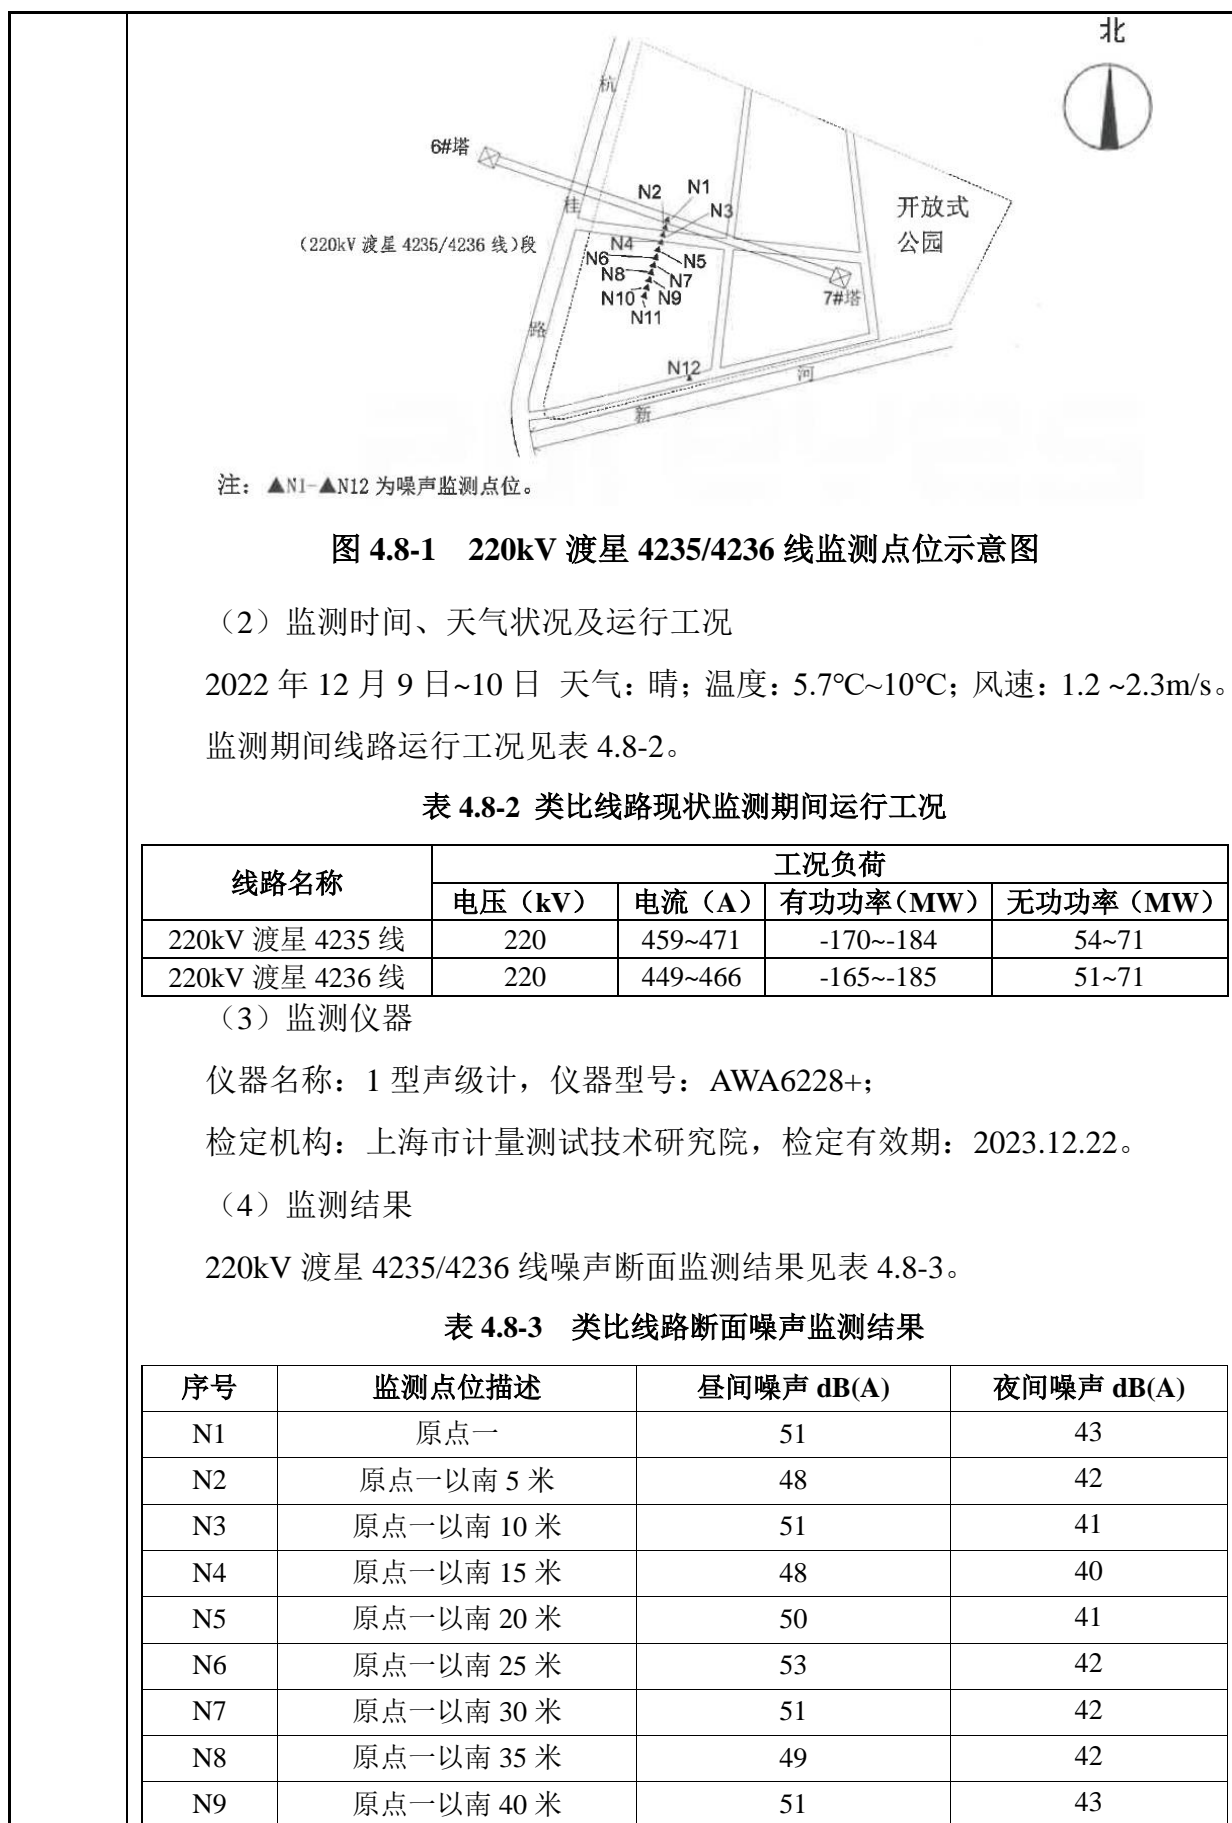 北
杭
6#塔
N2 N1
桂
N3
开放式
公园
(220kV 渡星 4235/4236 线)段
N4
N6 N5
N8 N7
N10 N9
7#塔
N11
路
N12
河
新
注：▲N1-▲N12 为噪声监测点位。
图 4.8-1 220kV 渡星 4235/4236 线监测点位示意图
（2）监测时间、天气状况及运行工况
2022 年 12 月 9 日~10 日 天气：晴；温度：5.7℃~10℃；风速：1.2 ~2.3m/s。
监测期间线路运行工况见表 4.8-2。
表 4.8-2 类比线路现状监测期间运行工况
线路名称 工况负荷
电压（kV） 电流（A） 有功功率（MW） 无功功率（MW）
220kV 渡星 4235 线 220 459~471 -170~-184 54~71
220kV 渡星 4236 线 220 449~466 -165~-185 51~71
（3）监测仪器
仪器名称：1 型声级计，仪器型号：AWA6228+；
检定机构：上海市计量测试技术研究院，检定有效期：2023.12.22。
（4）监测结果
220kV 渡星 4235/4236 线噪声断面监测结果见表 4.8-3。
表 4.8-3 类比线路断面噪声监测结果
序号 监测点位描述 昼间噪声 dB(A) 夜间噪声 dB(A)
N1 原点一 51 43
N2 原点一以南 5 米 48 42
N3 原点一以南 10 米 51 41
N4 原点一以南 15 米 48 40
N5 原点一以南 20 米 50 41
N6 原点一以南 25 米 53 42
N7 原点一以南 30 米 51 42
N8 原点一以南 35 米 49 42
N9 原点一以南 40 米 51 43